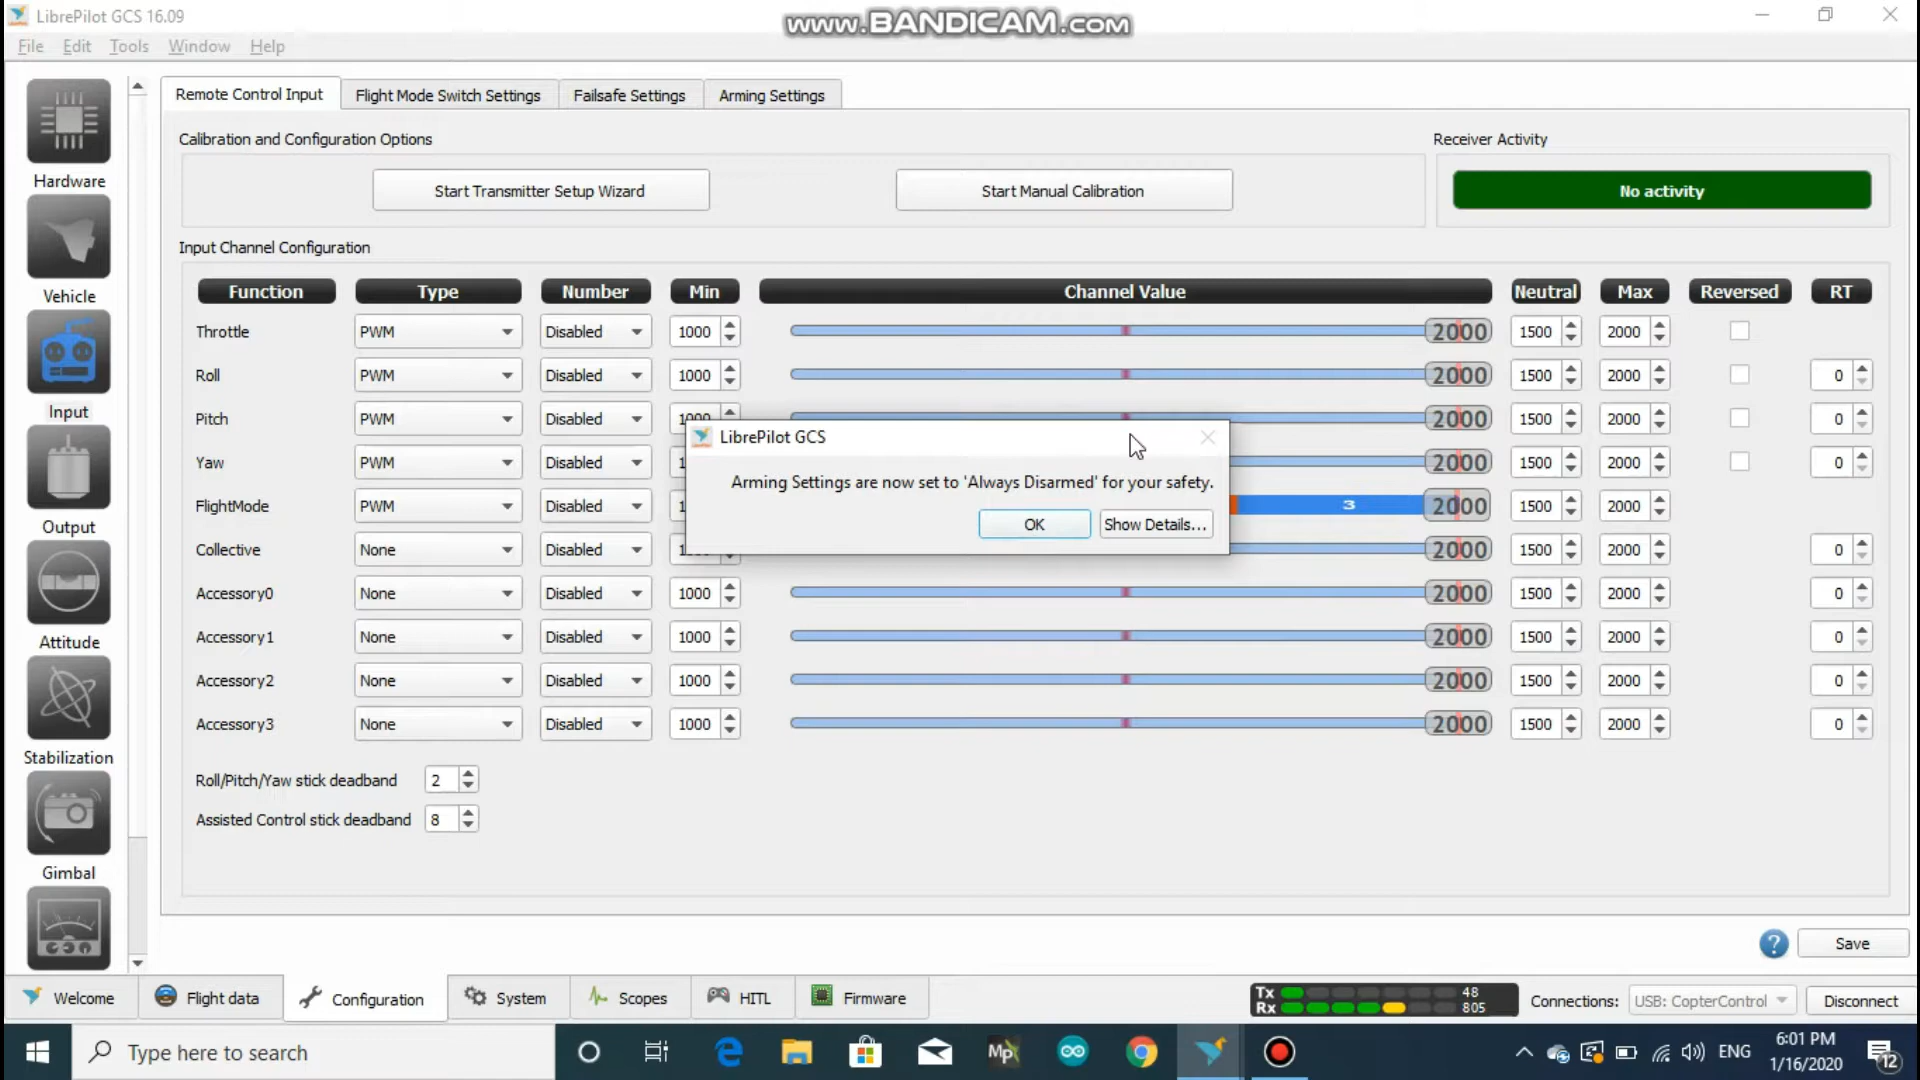 LibrePilot GCS 16.09
www.BANDICAM.com
File Edit Tools Window Help
Remote Control Input Flight Mode Switch Settings Failsafe Settings Arming Settings
Calibration and Configuration Options Receiver Activity
Start Transmitter Setup Wizard Start Manual Calibration No activity
Hardware
Input Channel Configuration
Function Type Number Min Channel Value Neutral Max Reversed RT
Vehicle
Throttle PWM Disabled 1000 2000 1500 2000
Roll PWM Disabled 1000 2000 1500 2000 0
Input
Pitch PWM Disabled 1000 2000 1500 2000 0
LibrePilot GCS
Yaw PWM Disabled 2000 1500 2000 0
Arming Settings are now set to 'Always Disarmed' for your safety.
FlightMode PWM Disabled 3 2000 1500 2000
OK Show Details...
Output
Collective None Disabled 2000 1500 2000 0
Accessory0 None Disabled 1000 2000 1500 2000 0
Accessory1 None Disabled 1000 2000 1500 2000 0
Attitude
Accessory2 None Disabled 1000 2000 1500 2000 0
Accessory3 None Disabled 1000 2000 1500 2000 0
Stabilization
Roll/Pitch/Yaw stick deadband 2
Assisted Control stick deadband 8
Gimbal
Save
Welcome Flight data Configuration System Scopes HITL Firmware
Tx 48
Rx 805
Connections: USB: CopterControl Disconnect
Type here to search
Mp
ENG
6:01 PM
1/16/2020
12